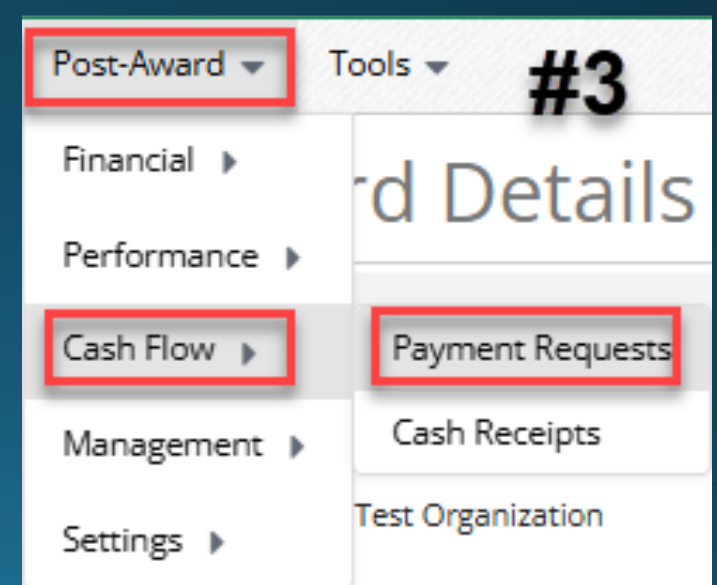 Post-Award Tools #3
Financial
rd Details
Performance
Cash Flow Payment Requests
Management Cash Receipts
Settings Test Organization